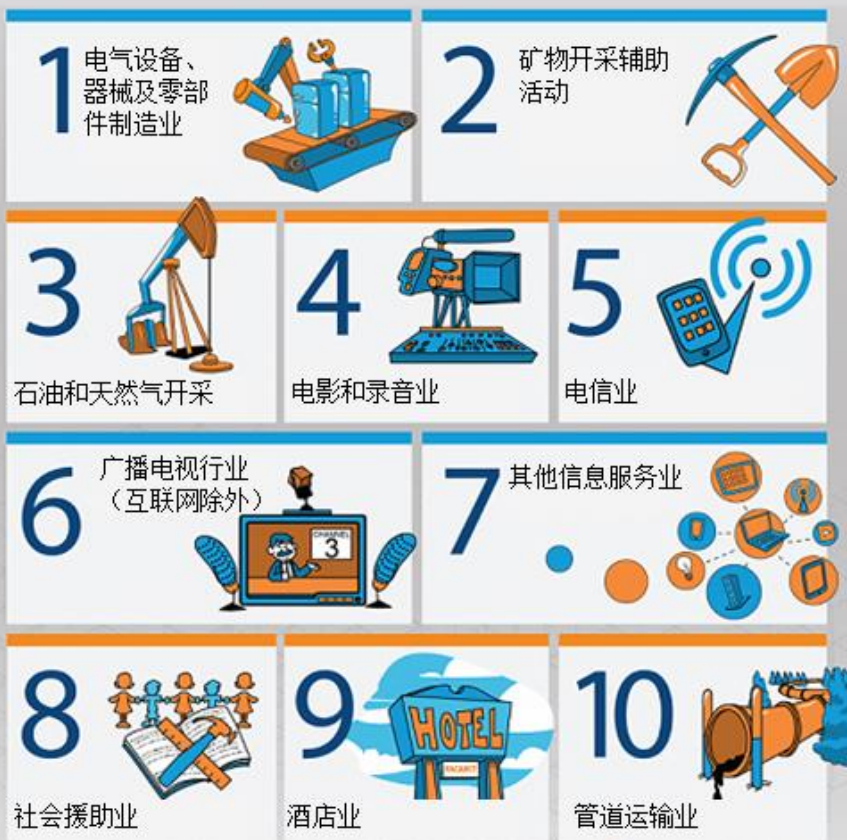 1
电气设备、
器械及零部
件制造业
2
矿物开采辅助
活动
3
石油和天然气开采
4
电影和录音业
5
电信业
6
广播电视行业
（互联网除外）
CHANNEL
3
7
其他信息服务业
8
社会援助业
9
HOTEL
VACANCY
酒店业
10
管道运输业